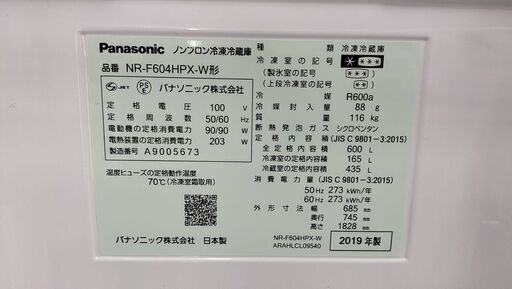 Panasonic ノンフロン冷凍冷蔵庫
品番 NR-F604HPX-W形
S JET PS E パナソニック株式会社
定格電圧 100 V
定格周波数 50/60 Hz
電動機の定格消費電力 90/90 W
電熱装置の定格消費電力 203 W
製造番号 A9005673
温度ヒューズの定格動作温度
70℃(冷凍室霜取用)
パナソニック株式会社 日本製
種類 冷凍冷蔵庫
冷凍室の記号 * ***
(製氷室の記号 **)
(上段冷凍室の記号 **)
冷媒 R600a
冷媒封入量 88 g
質量 116 kg
断熱発泡ガス シクロペンタン
全定格内容積 (JIS C 9801-3:2015) 600 L
冷凍室の定格内容積 165 L
冷蔵室の定格内容積 435 L
消費電力量 (JIS C 9801-3:2015)
50Hz 273 kWh/年
60Hz 273 kWh/年
外形寸法 幅 685 mm
奥行 745 mm
高さ 1828 mm
NR-F604HPX-W
ARAHLCL09540
2019年製